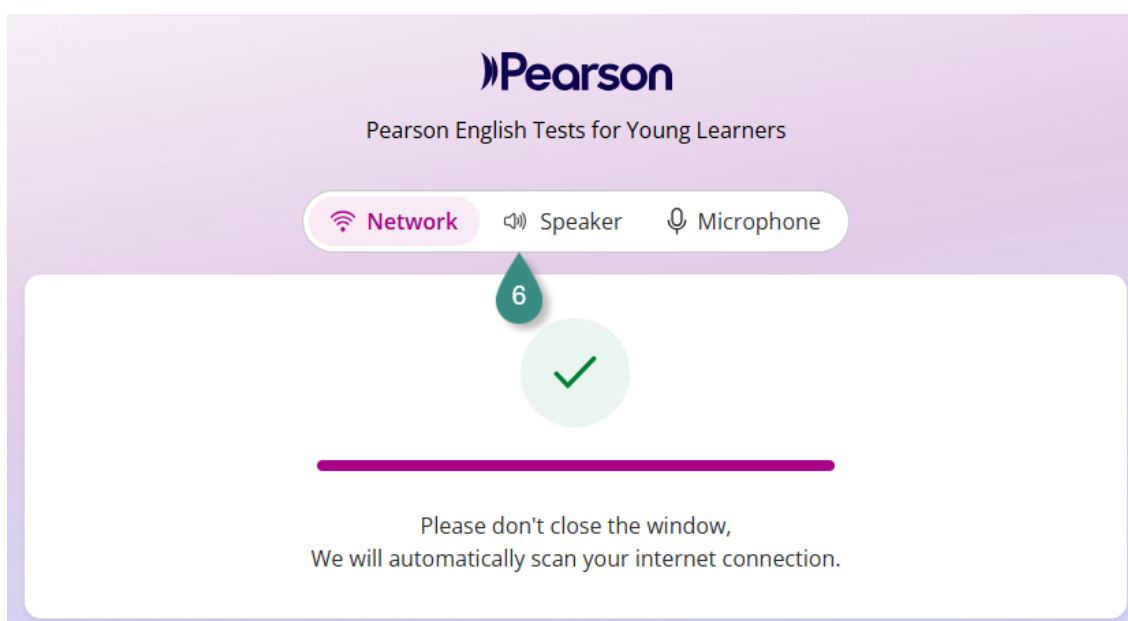 Pearson
Pearson English Tests for Young Learners
Network Speaker Microphone
6
Please don't close the window,
We will automatically scan your internet connection.